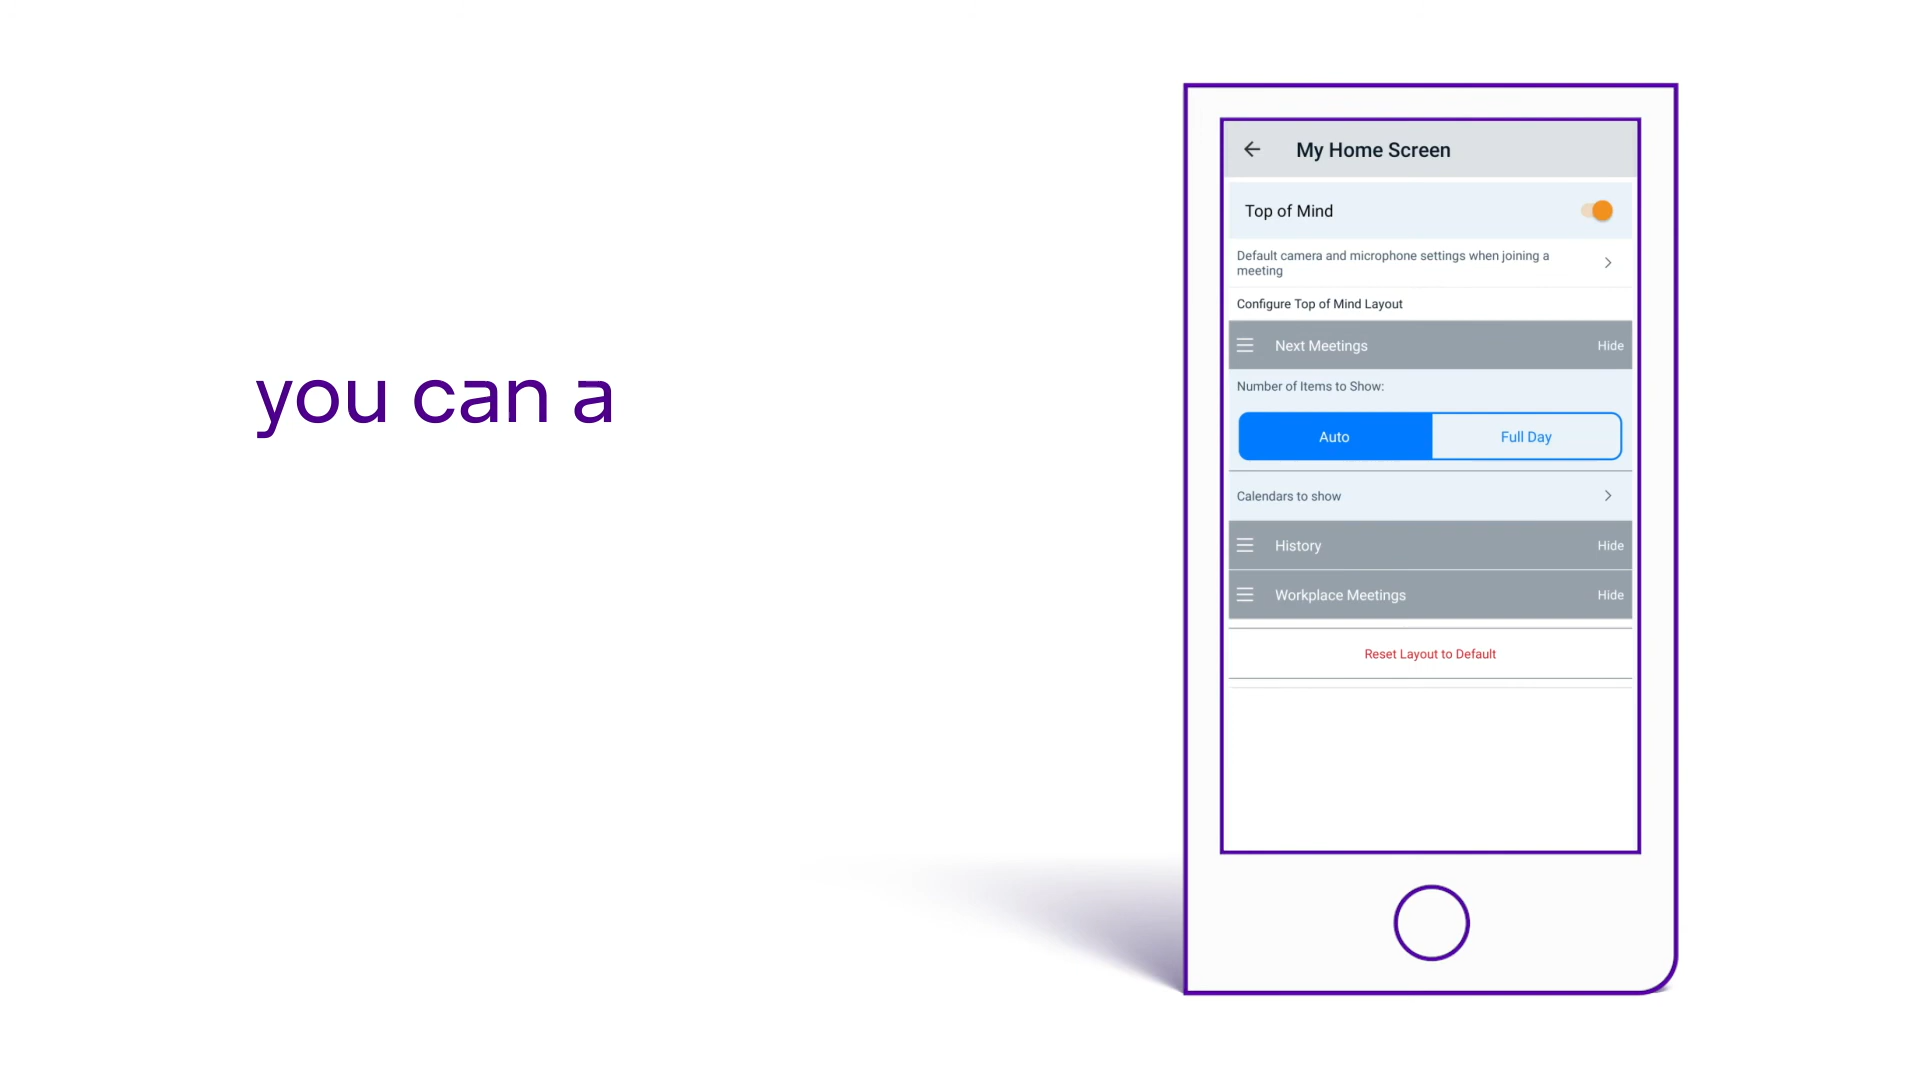 you can a
My Home Screen
Top of Mind
Default camera and microphone settings when joining a
meeting
Configure Top of Mind Layout
Next Meetings Hide
Number of Items to Show:
Auto Full Day
Calendars to show
History Hide
Workplace Meetings Hide
Reset Layout to Default